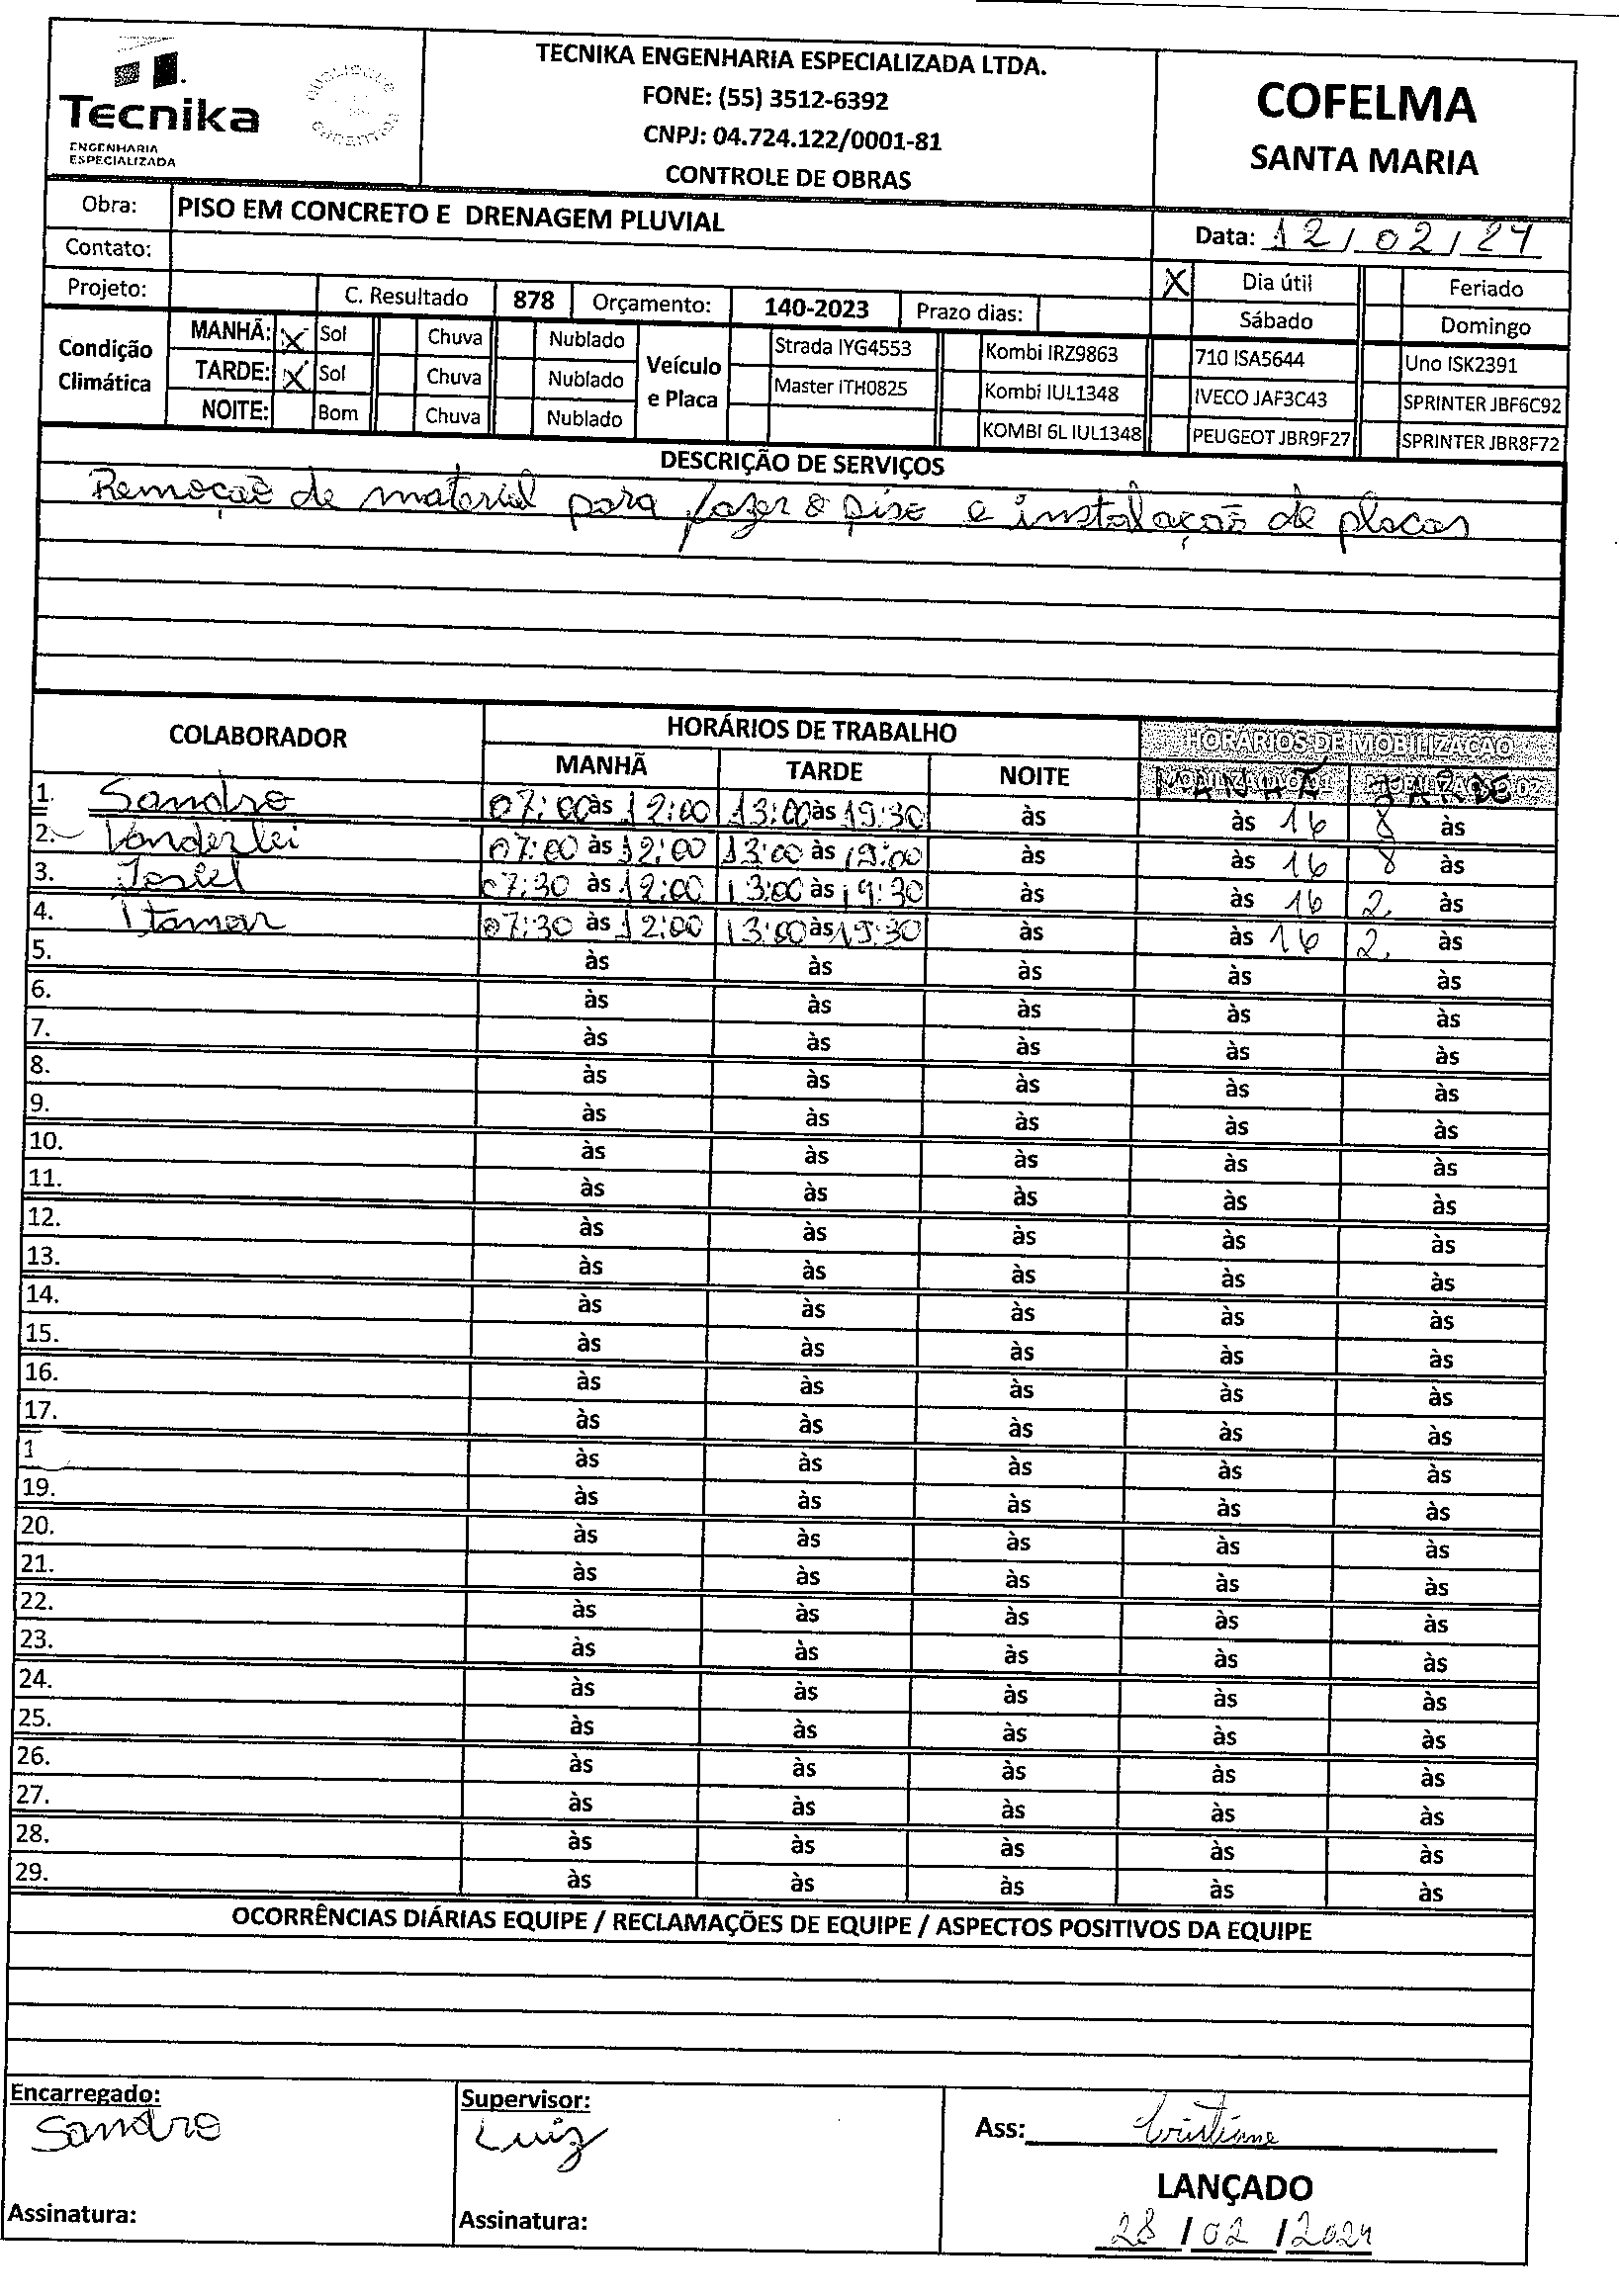 Tecnika
ENGENHARIA
ESPECIALIZADA
TECNIKA ENGENHARIA ESPECIALIZADA LTDA.
FONE: (55) 3512-6392
CNPJ: 04.724.122/0001-81
CONTROLE DE OBRAS
COFELMA
SANTA MARIA
Obra: PISO EM CONCRETO E DRENAGEM PLUVIAL
Data: 12/02/24
Contato:
X Dia útil Feriado
Projeto: C. Resultado 878 Orçamento: 140-2023 Prazo dias:
Sábado Domingo
Condição Climática
MANHÃ: X Sol Chuva Nublado
TARDE: X Sol Chuva Nublado
NOITE: Bom Chuva Nublado
Veículo e Placa
Strada IYG4553 Kombi IRZ9863 710 ISA5644 Uno ISK2391
Master ITH0825 Kombi IUL1348 IVECO JAF3C43 SPRINTER JBF6C92
KOMBI 6L IUL1348 PEUGEOT JBR9F27 SPRINTER JBR8F72
DESCRIÇÃO DE SERVIÇOS
Remoção de material para fazer o piso e instalação de placas
COLABORADOR HORÁRIOS DE TRABALHO HORÁRIOS DE MOBILIZAÇÃO
MANHÃ TARDE NOITE MANHÃ TARDE
1. Sandro 07:00 às 12:00 13:00 às 19:30 às às 16 8 às
2. Vanderlei 07:00 às 12:00 13:00 às 19:00 às às 16 8 às
3. Josiel 07:30 às 12:00 13:00 às 19:30 às às 16 2. às
4. Itamar 07:30 às 12:00 13:00 às 19:30 às às 16 2. às
5. às às às às às
6. às às às às às
7. às às às às às
8. às às às às às
9. às às às às às
10. às às às às às
11. às às às às às
12. às às às às às
13. às às às às às
14. às às às às às
15. às às às às às
16. às às às às às
17. às às às às às
1 às às às às às
19. às às às às às
20. às às às às às
21. às às às às às
22. às às às às às
23. às às às às às
24. às às às às às
25. às às às às às
26. às às às às às
27. às às às às às
28. às às às às às
29. às às às às às
OCORRÊNCIAS DIÁRIAS EQUIPE / RECLAMAÇÕES DE EQUIPE / ASPECTOS POSITIVOS DA EQUIPE
Encarregado:
Sandro
Assinatura:
Supervisor:
Luiz
Assinatura:
Ass: Cristiane
LANÇADO
28/02/2024